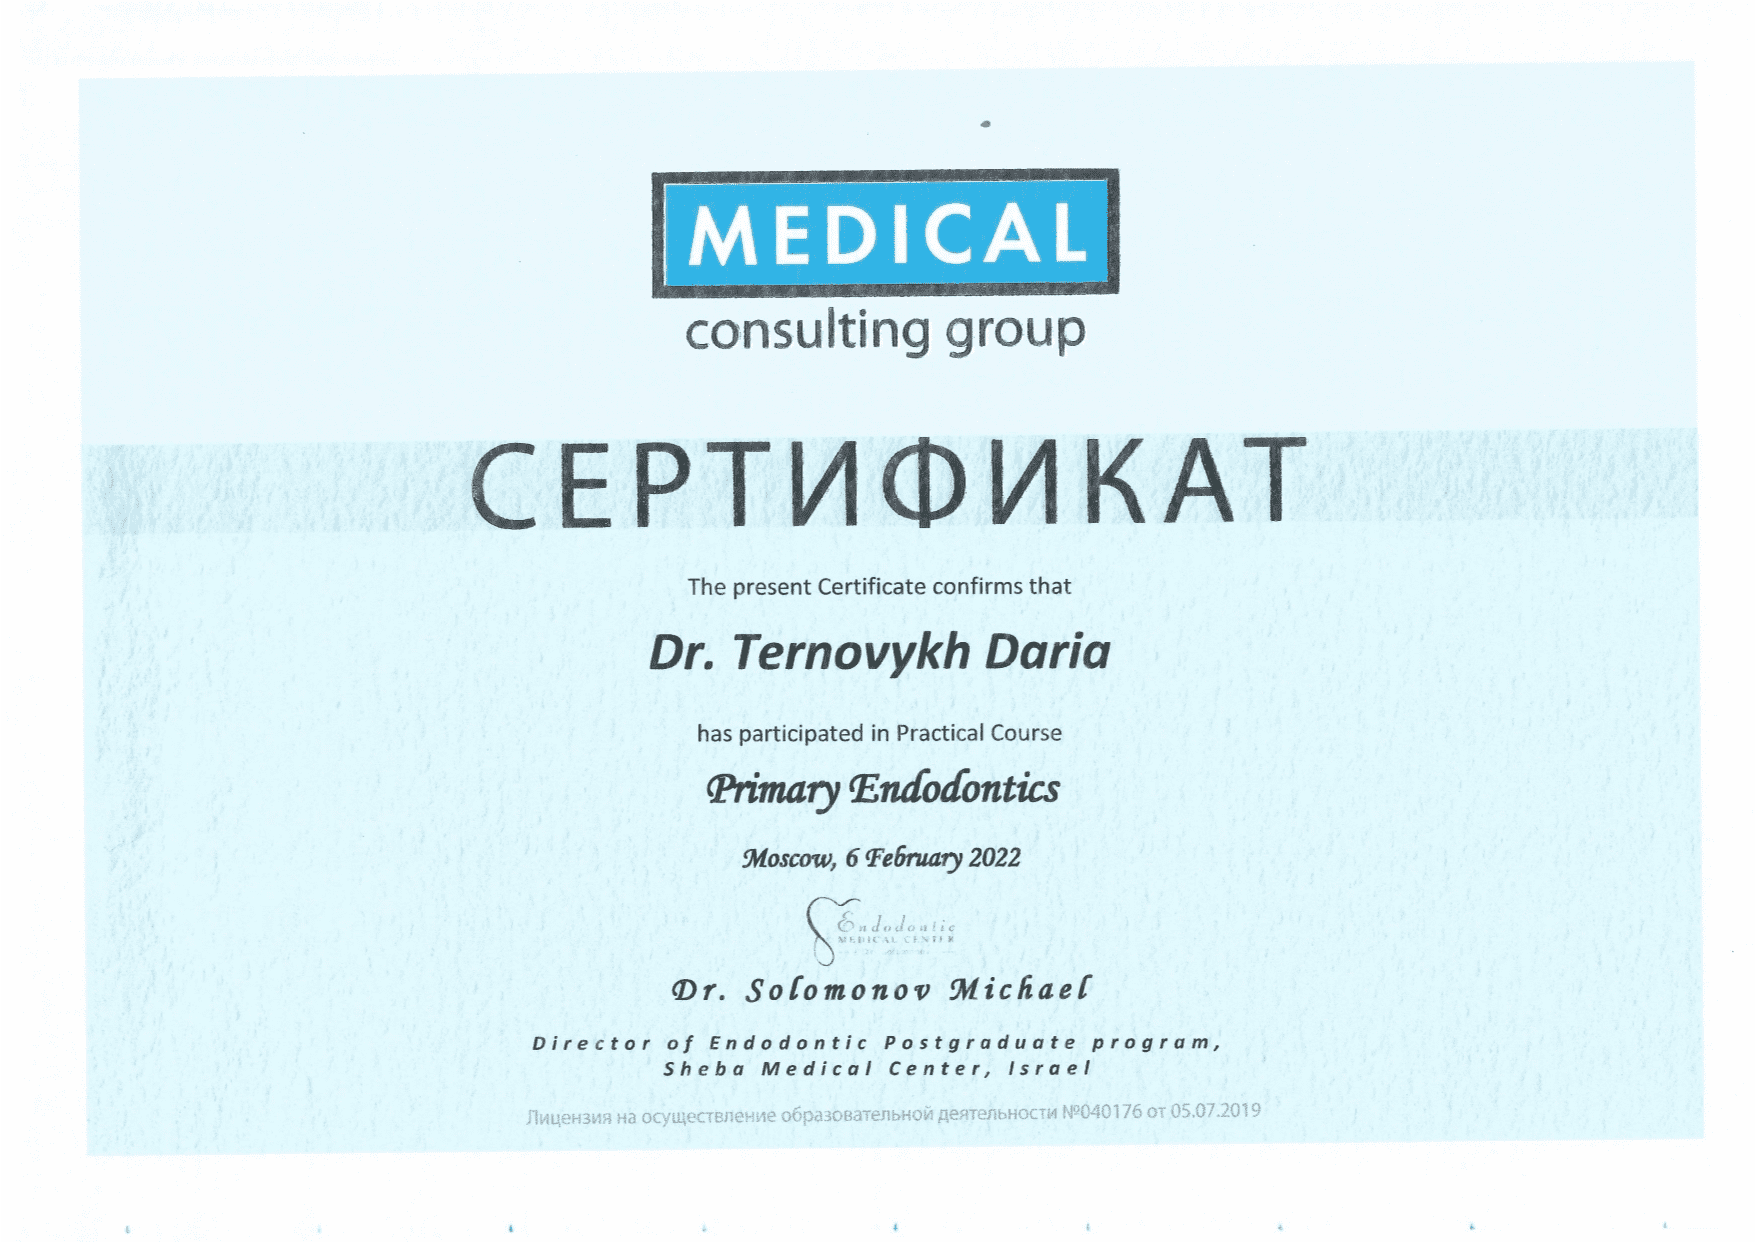 MEDICAL
consulting group
СЕРТИФИКАТ
The present Certificate confirms that
Dr. Ternovykh Daria
has participated in Practical Course
Primary Endodontics
Moscow, 6 February 2022
Endodontic
MEDICAL CENTER
Dr. Solomonov Michael
Director of Endodontic Postgraduate program,
Sheba Medical Center, Israel
Лицензия на осуществление образовательной деятельности №040176 от 05.07.2019